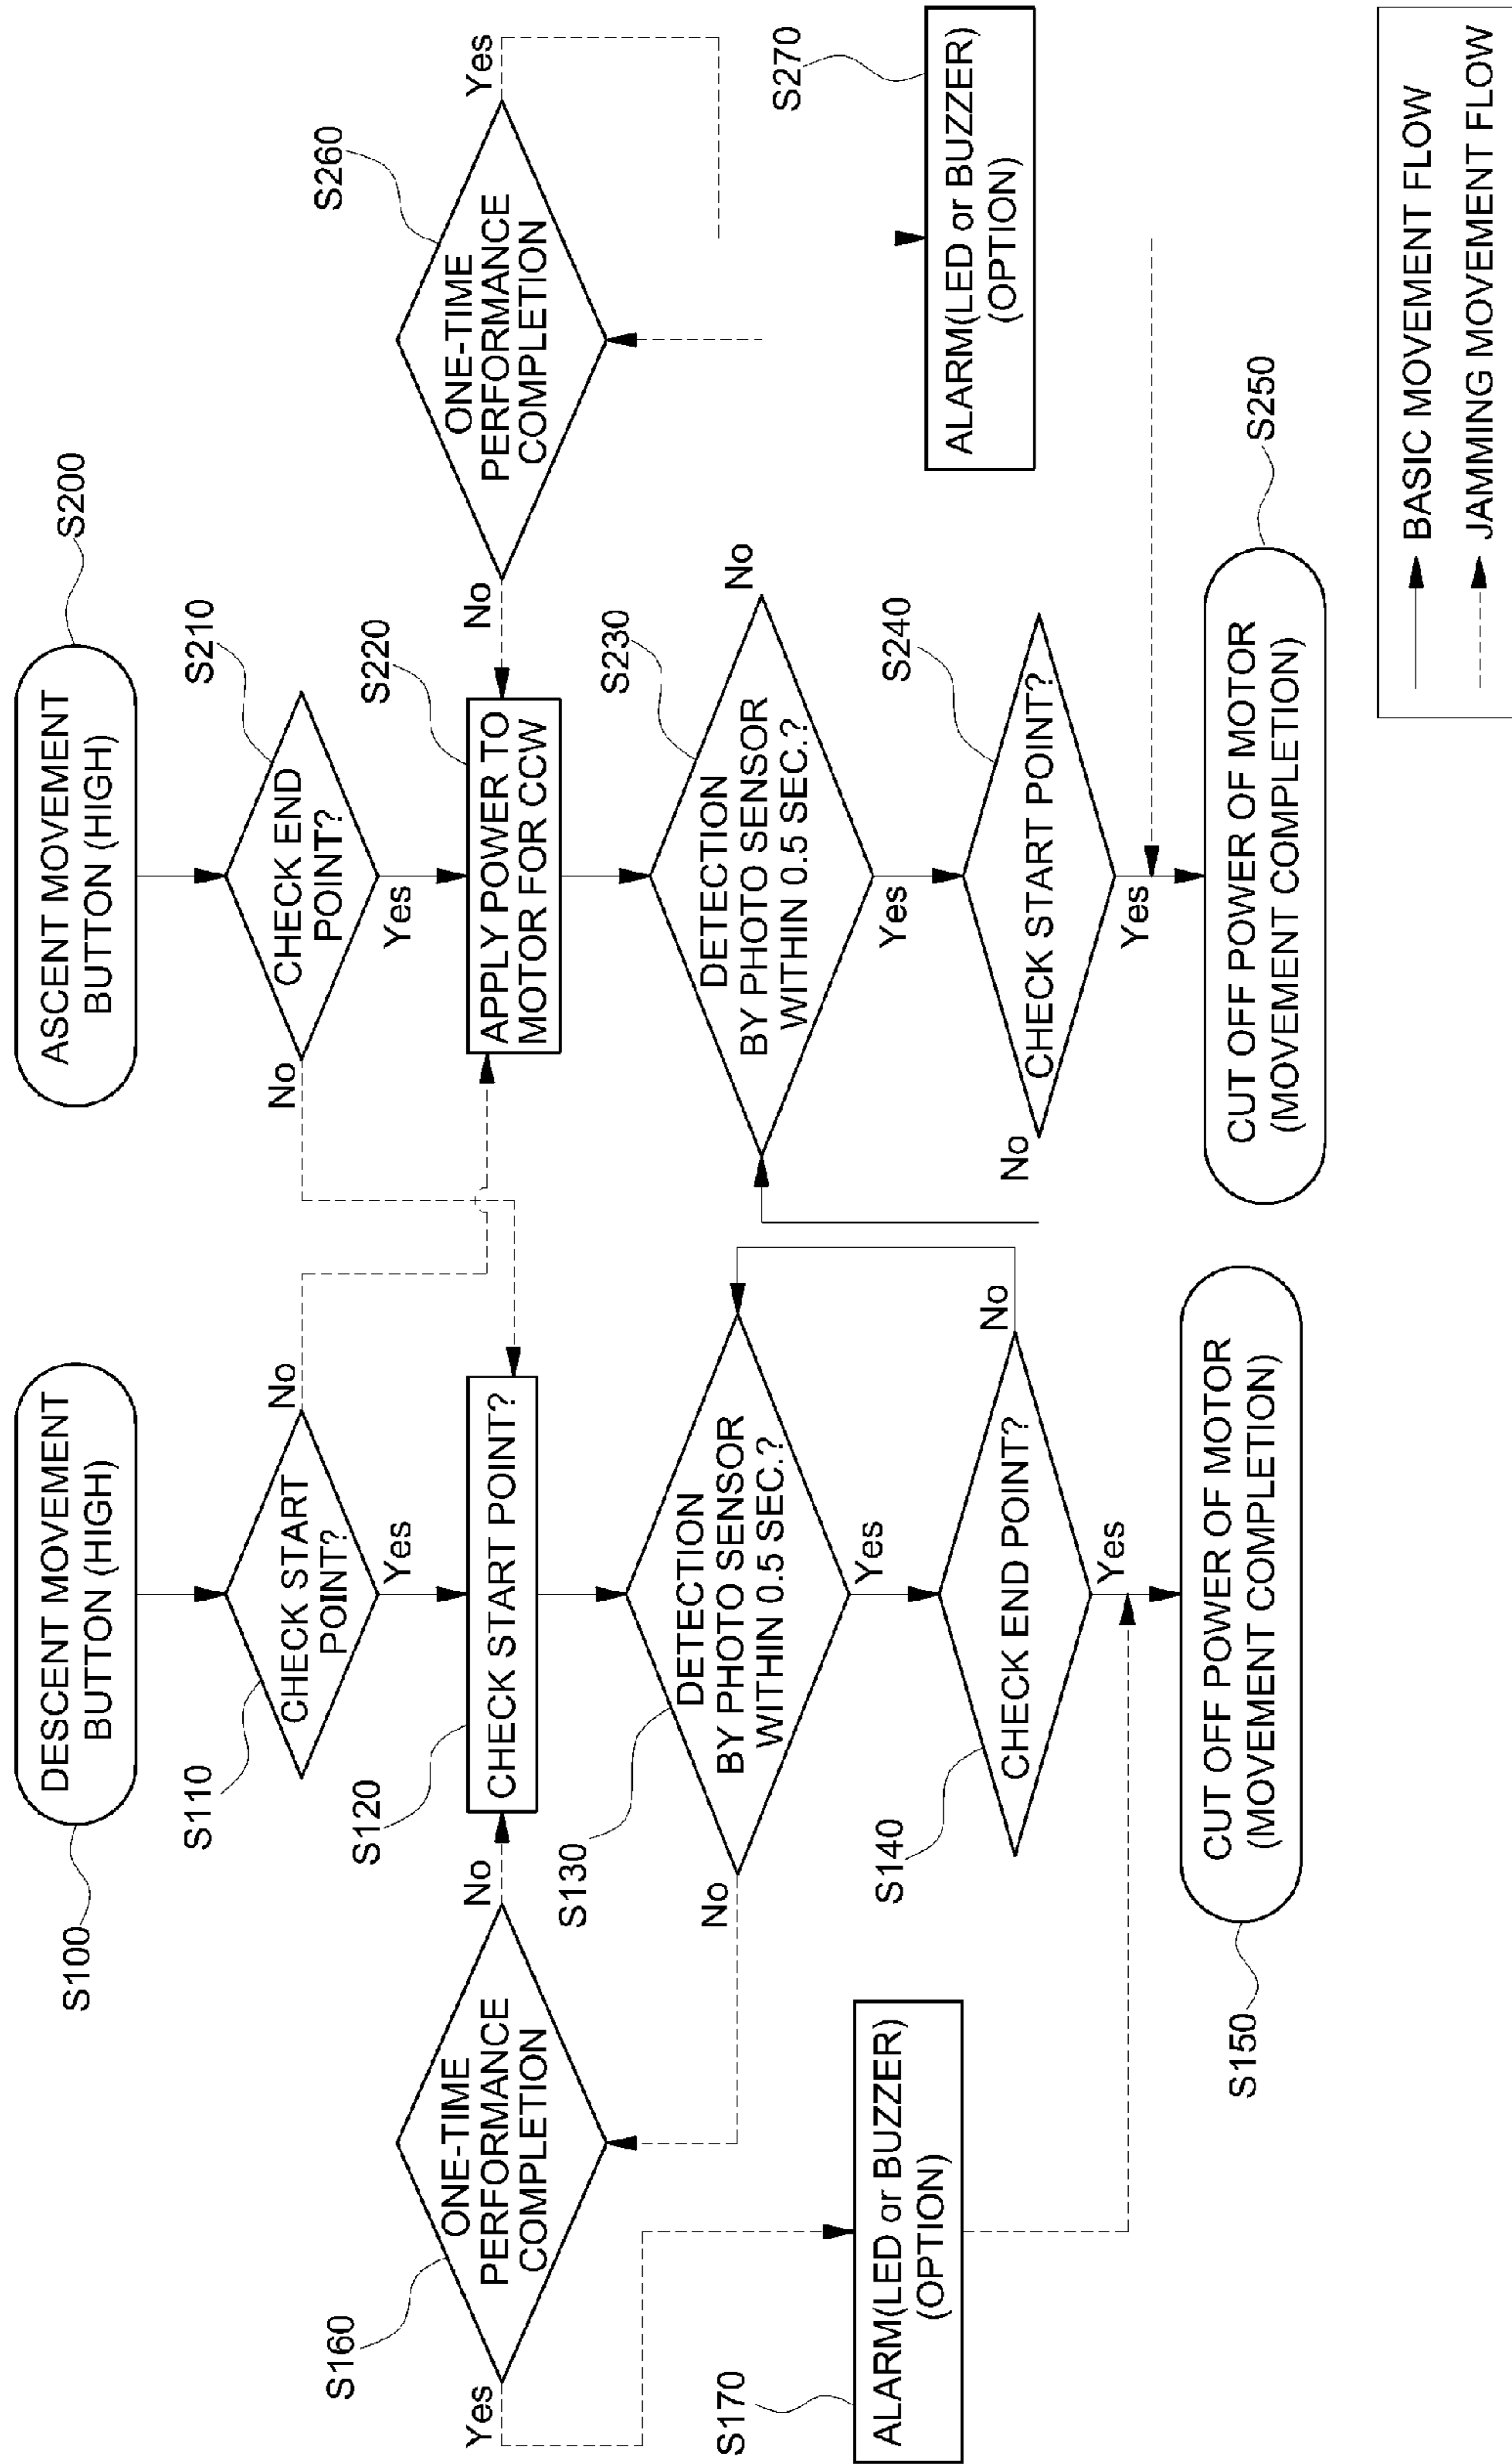 DESCENT MOVEMENT
BUTTON (HIGH)
S100
CHECK START
POINT?
S110
No
Yes
CHECK START POINT?
S120
DETECTION
BY PHOTO SENSOR
WITHIN 0.5 SEC.?
S130
No
Yes
CHECK END POINT?
S140
No
Yes
CUT OFF POWER OF MOTOR
(MOVEMENT COMPLETION)
S150
ONE-TIME
PERFORMANCE
COMPLETION
S160
No
Yes
ALARM(LED or BUZZER)
(OPTION)
S170
ASCENT MOVEMENT
BUTTON (HIGH)
S200
CHECK END
POINT?
S210
No
Yes
APPLY POWER TO
MOTOR FOR CCW
S220
DETECTION
BY PHOTO SENSOR
WITHIN 0.5 SEC.?
S230
No
Yes
CHECK START POINT?
S240
No
Yes
CUT OFF POWER OF MOTOR
(MOVEMENT COMPLETION)
S250
ONE-TIME
PERFORMANCE
COMPLETION
S260
No
Yes
ALARM(LED or BUZZER)
(OPTION)
S270
BASIC MOVEMENT FLOW
JAMMING MOVEMENT FLOW